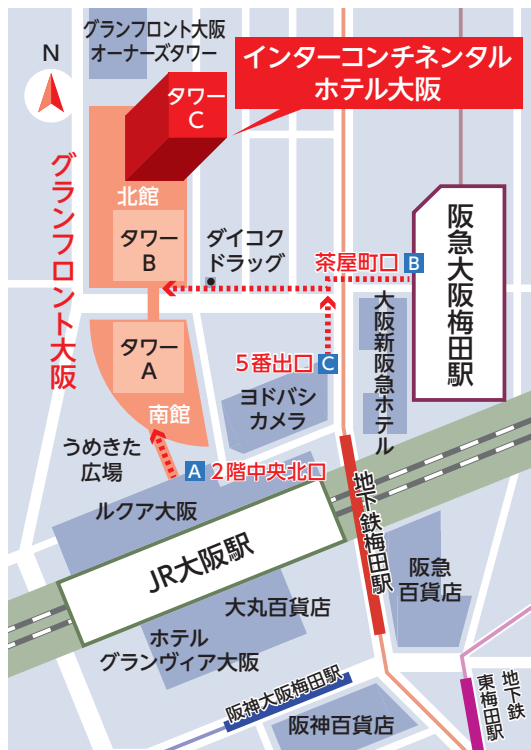 グランフロント大阪
オーナーズタワー
N
インターコンチネンタル
ホテル大阪
タワー
C
グランフロント大阪
北館
タワー
B
ダイコク
ドラッグ
茶屋町口 B
阪急大阪梅田駅
タワー
A
南館
5番出口 C
大阪新阪急ホテル
ヨドバシ
カメラ
うめきた
広場
A 2階中央北口
ルクア大阪
地下鉄梅田駅
JR大阪駅
阪急
百貨店
大丸百貨店
ホテル
グランヴィア大阪
阪神大阪梅田駅
阪神百貨店
地下鉄
東梅田駅